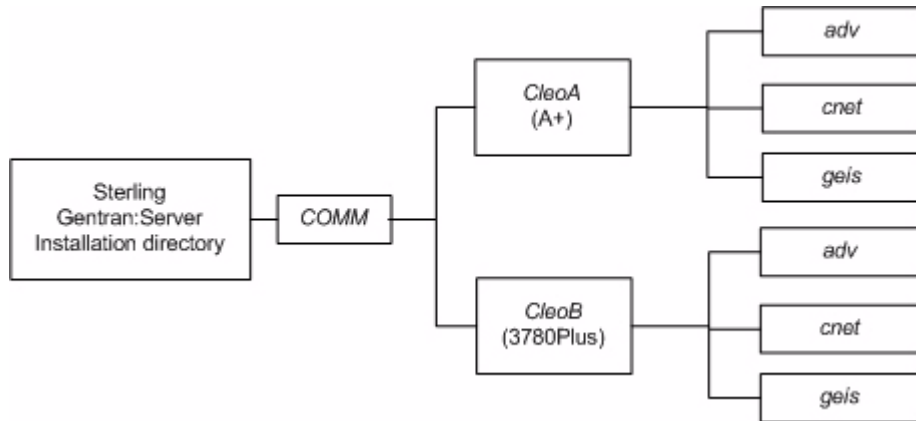 Sterling
Gentran:Server
Installation directory
COMM
CleoA
(A+)
adv
cnet
geis
CleoB
(3780Plus)
adv
cnet
geis